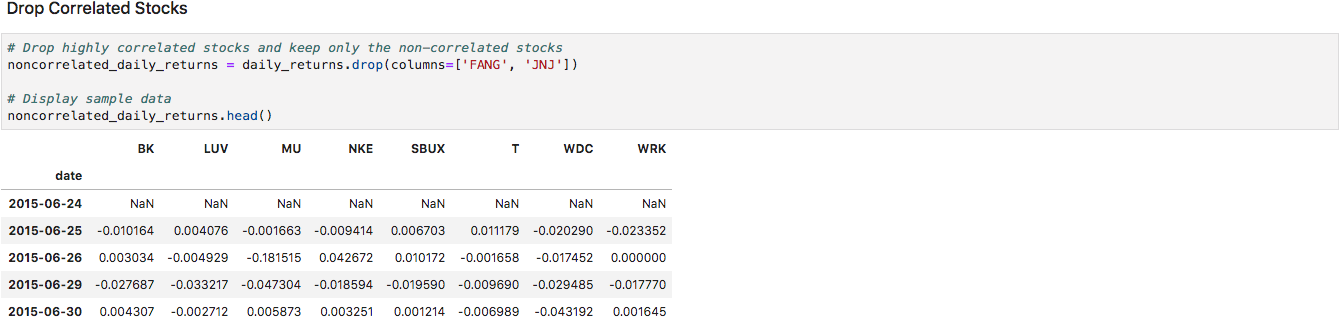 Drop Correlated Stocks
# Drop highly correlated stocks and keep only the non-correlated stocks
noncorrelated_daily_returns = daily_returns.drop(columns=['FANG', 'JNJ'])
# Display sample data
noncorrelated_daily_returns.head()
BK LUV MU NKE SBUX T WDC WRK
date
2015-06-24 NaN NaN NaN NaN NaN NaN NaN NaN
2015-06-25 -0.010164 0.004076 -0.001663 -0.009414 0.006703 0.011179 -0.020290 -0.023352
2015-06-26 0.003034 -0.004929 -0.181515 0.042672 0.010172 -0.001658 -0.017452 0.000000
2015-06-29 -0.027687 -0.033217 -0.047304 -0.018594 -0.019590 -0.009690 -0.029485 -0.017770
2015-06-30 0.004307 -0.002712 0.005873 0.003251 0.001214 -0.006989 -0.043192 0.001645